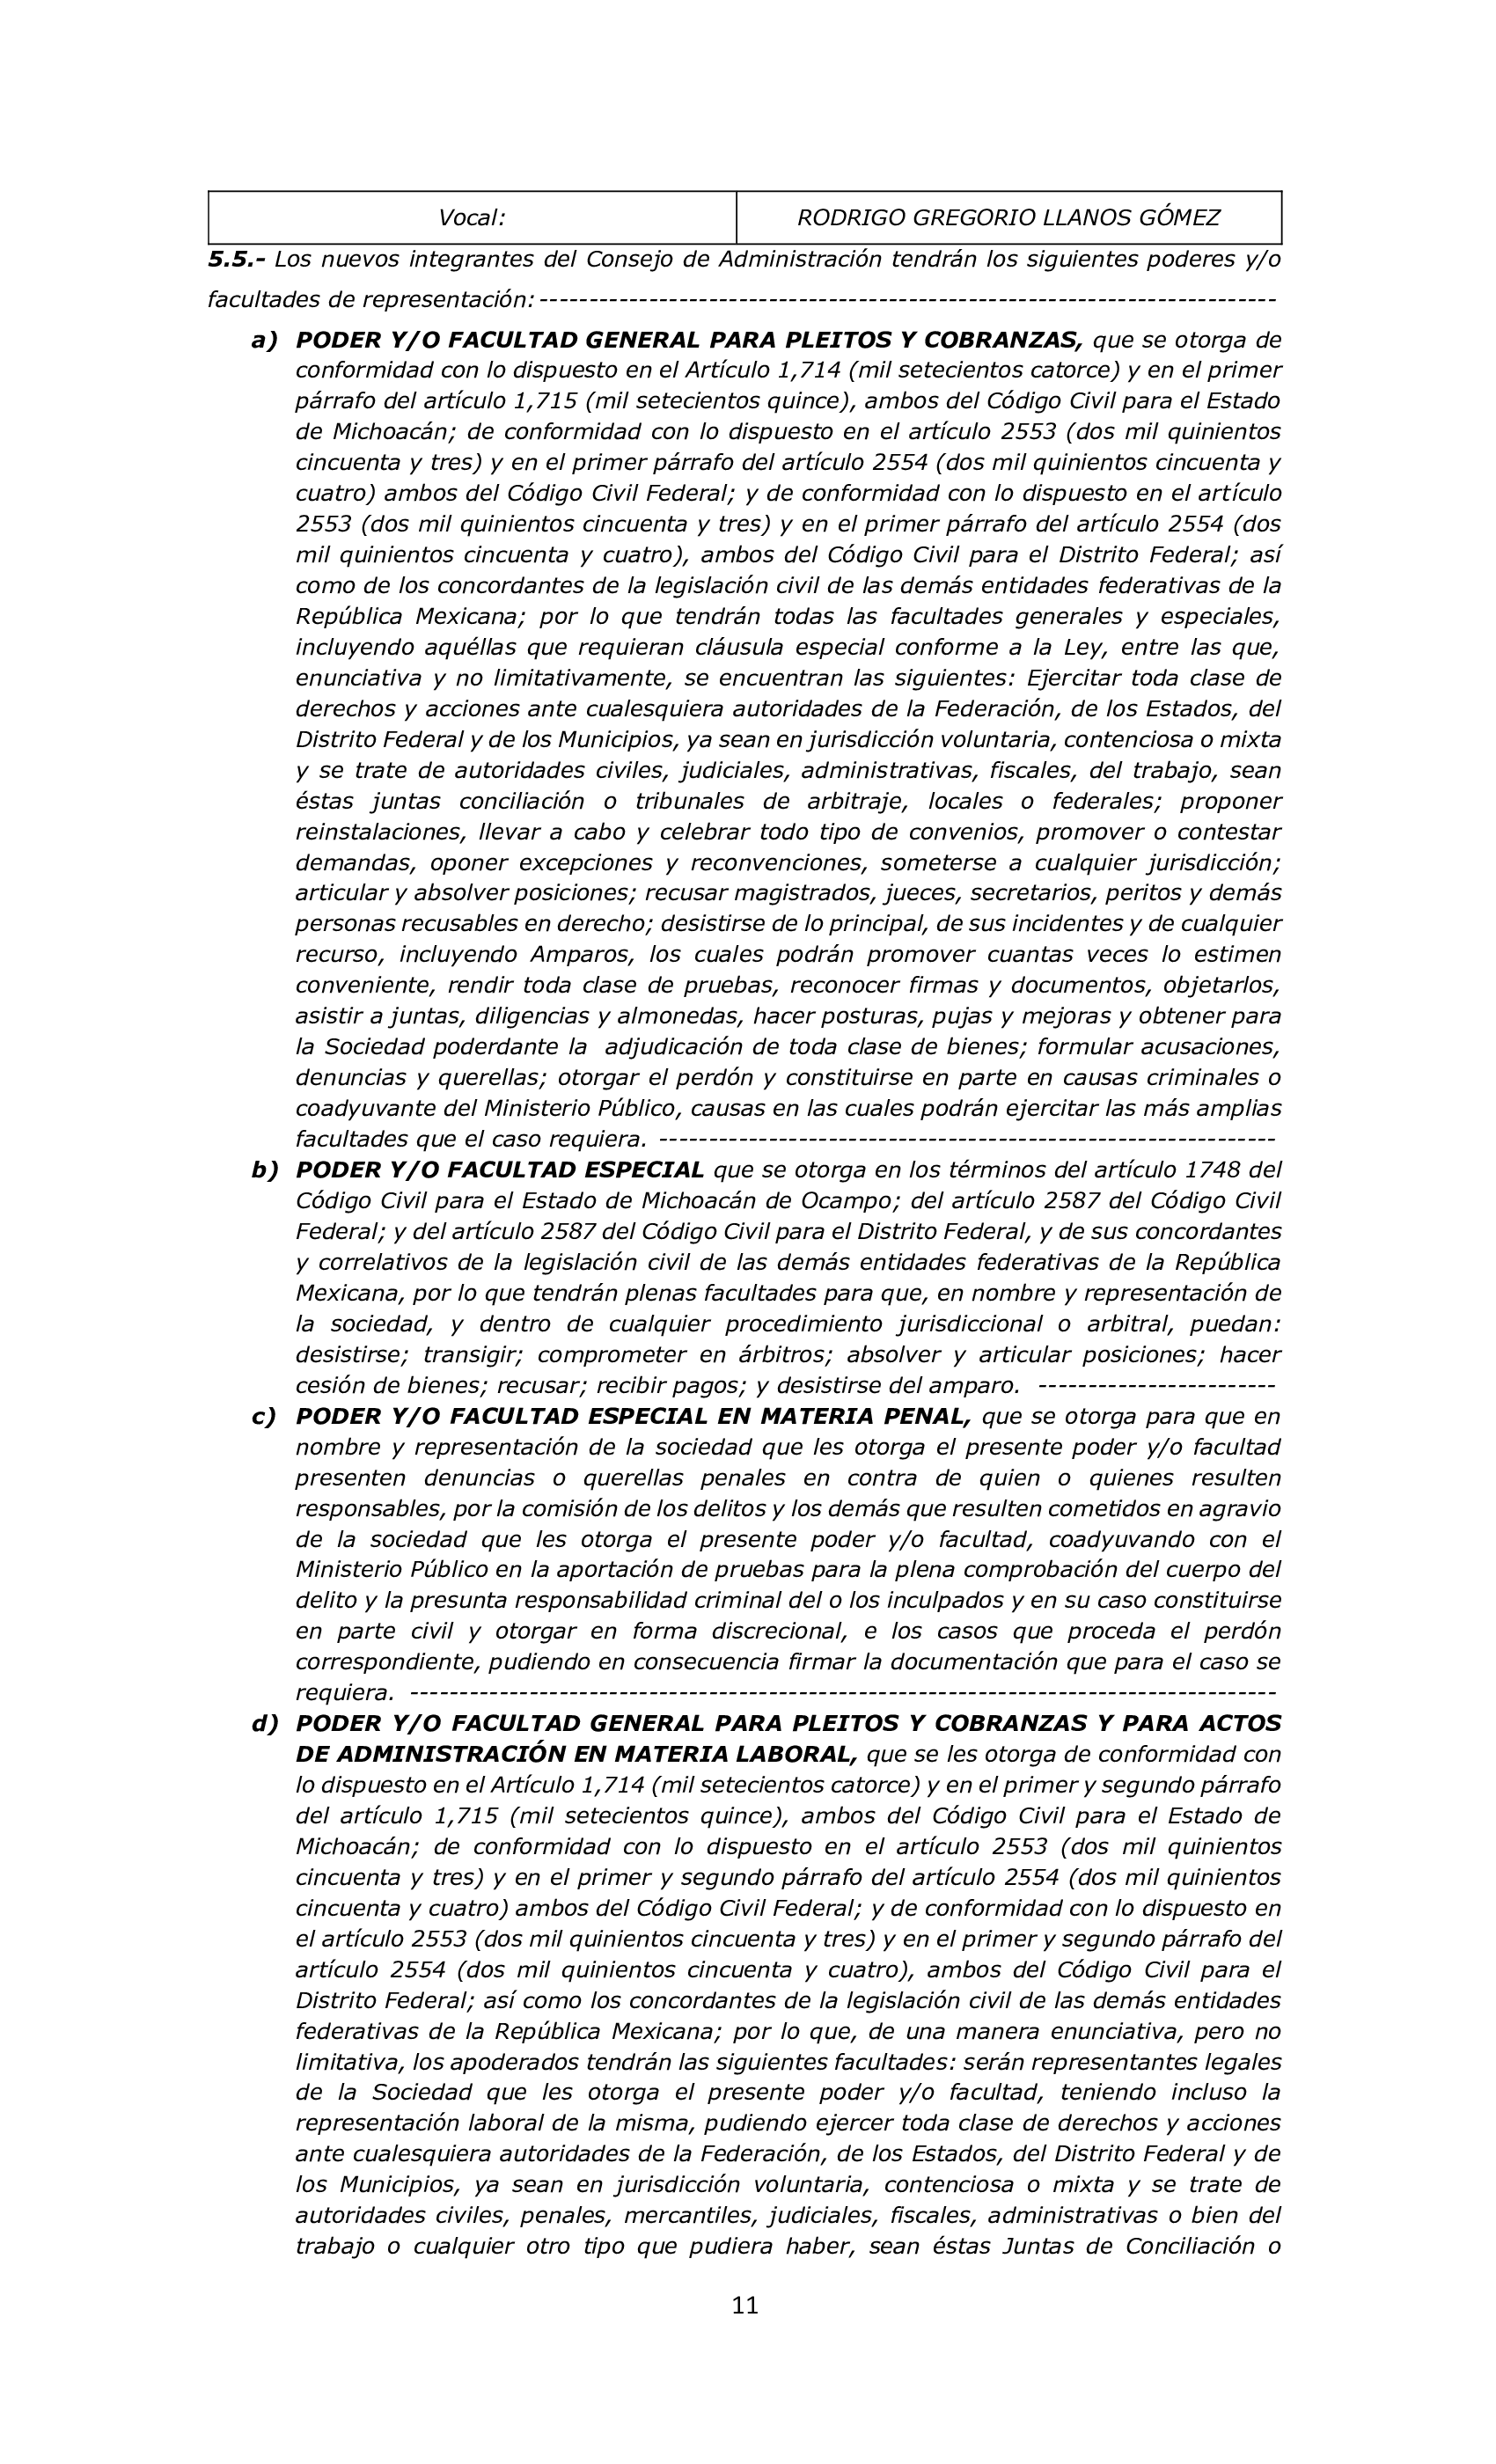 Vocal: RODRIGO GREGORIO LLANOS GÓMEZ
5.5.- Los nuevos integrantes del Consejo de Administración tendrán los siguientes poderes y/o
facultades de representación: --------------------------------------------------------------------------
a) PODER Y/O FACULTAD GENERAL PARA PLEITOS Y COBRANZAS, que se otorga de
conformidad con lo dispuesto en el Artículo 1,714 (mil setecientos catorce) y en el primer
párrafo del artículo 1,715 (mil setecientos quince), ambos del Código Civil para el Estado
de Michoacán; de conformidad con lo dispuesto en el artículo 2553 (dos mil quinientos
cincuenta y tres) y en el primer párrafo del artículo 2554 (dos mil quinientos cincuenta y
cuatro) ambos del Código Civil Federal; y de conformidad con lo dispuesto en el artículo
2553 (dos mil quinientos cincuenta y tres) y en el primer párrafo del artículo 2554 (dos
mil quinientos cincuenta y cuatro), ambos del Código Civil para el Distrito Federal; así
como de los concordantes de la legislación civil de las demás entidades federativas de la
República Mexicana; por lo que tendrán todas las facultades generales y especiales,
incluyendo aquéllas que requieran cláusula especial conforme a la Ley, entre las que,
enunciativa y no limitativamente, se encuentran las siguientes: Ejercitar toda clase de
derechos y acciones ante cualesquiera autoridades de la Federación, de los Estados, del
Distrito Federal y de los Municipios, ya sean en jurisdicción voluntaria, contenciosa o mixta
y se trate de autoridades civiles, judiciales, administrativas, fiscales, del trabajo, sean
éstas juntas conciliación o tribunales de arbitraje, locales o federales; proponer
reinstalaciones, llevar a cabo y celebrar todo tipo de convenios, promover o contestar
demandas, oponer excepciones y reconvenciones, someterse a cualquier jurisdicción;
articular y absolver posiciones; recusar magistrados, jueces, secretarios, peritos y demás
personas recusables en derecho; desistirse de lo principal, de sus incidentes y de cualquier
recurso, incluyendo Amparos, los cuales podrán promover cuantas veces lo estimen
conveniente, rendir toda clase de pruebas, reconocer firmas y documentos, objetarlos,
asistir a juntas, diligencias y almonedas, hacer posturas, pujas y mejoras y obtener para
la Sociedad poderdante la  adjudicación de toda clase de bienes; formular acusaciones,
denuncias y querellas; otorgar el perdón y constituirse en parte en causas criminales o
coadyuvante del Ministerio Público, causas en las cuales podrán ejercitar las más amplias
facultades que el caso requiera. --------------------------------------------------------------
b) PODER Y/O FACULTAD ESPECIAL que se otorga en los términos del artículo 1748 del
Código Civil para el Estado de Michoacán de Ocampo; del artículo 2587 del Código Civil
Federal; y del artículo 2587 del Código Civil para el Distrito Federal, y de sus concordantes
y correlativos de la legislación civil de las demás entidades federativas de la República
Mexicana, por lo que tendrán plenas facultades para que, en nombre y representación de
la sociedad, y dentro de cualquier procedimiento jurisdiccional o arbitral, puedan:
desistirse; transigir; comprometer en árbitros; absolver y articular posiciones; hacer
cesión de bienes; recusar; recibir pagos; y desistirse del amparo. ------------------------
c) PODER Y/O FACULTAD ESPECIAL EN MATERIA PENAL, que se otorga para que en
nombre y representación de la sociedad que les otorga el presente poder y/o facultad
presenten denuncias o querellas penales en contra de quien o quienes resulten
responsables, por la comisión de los delitos y los demás que resulten cometidos en agravio
de la sociedad que les otorga el presente poder y/o facultad, coadyuvando con el
Ministerio Público en la aportación de pruebas para la plena comprobación del cuerpo del
delito y la presunta responsabilidad criminal del o los inculpados y en su caso constituirse
en parte civil y otorgar en forma discrecional, e los casos que proceda el perdón
correspondiente, pudiendo en consecuencia firmar la documentación que para el caso se
requiera. ---------------------------------------------------------------------------------------
d) PODER Y/O FACULTAD GENERAL PARA PLEITOS Y COBRANZAS Y PARA ACTOS
DE ADMINISTRACIÓN EN MATERIA LABORAL, que se les otorga de conformidad con
lo dispuesto en el Artículo 1,714 (mil setecientos catorce) y en el primer y segundo párrafo
del artículo 1,715 (mil setecientos quince), ambos del Código Civil para el Estado de
Michoacán; de conformidad con lo dispuesto en el artículo 2553 (dos mil quinientos
cincuenta y tres) y en el primer y segundo párrafo del artículo 2554 (dos mil quinientos
cincuenta y cuatro) ambos del Código Civil Federal; y de conformidad con lo dispuesto en
el artículo 2553 (dos mil quinientos cincuenta y tres) y en el primer y segundo párrafo del
artículo 2554 (dos mil quinientos cincuenta y cuatro), ambos del Código Civil para el
Distrito Federal; así como los concordantes de la legislación civil de las demás entidades
federativas de la República Mexicana; por lo que, de una manera enunciativa, pero no
limitativa, los apoderados tendrán las siguientes facultades: serán representantes legales
de la Sociedad que les otorga el presente poder y/o facultad, teniendo incluso la
representación laboral de la misma, pudiendo ejercer toda clase de derechos y acciones
ante cualesquiera autoridades de la Federación, de los Estados, del Distrito Federal y de
los Municipios, ya sean en jurisdicción voluntaria, contenciosa o mixta y se trate de
autoridades civiles, penales, mercantiles, judiciales, fiscales, administrativas o bien del
trabajo o cualquier otro tipo que pudiera haber, sean éstas Juntas de Conciliación o
11